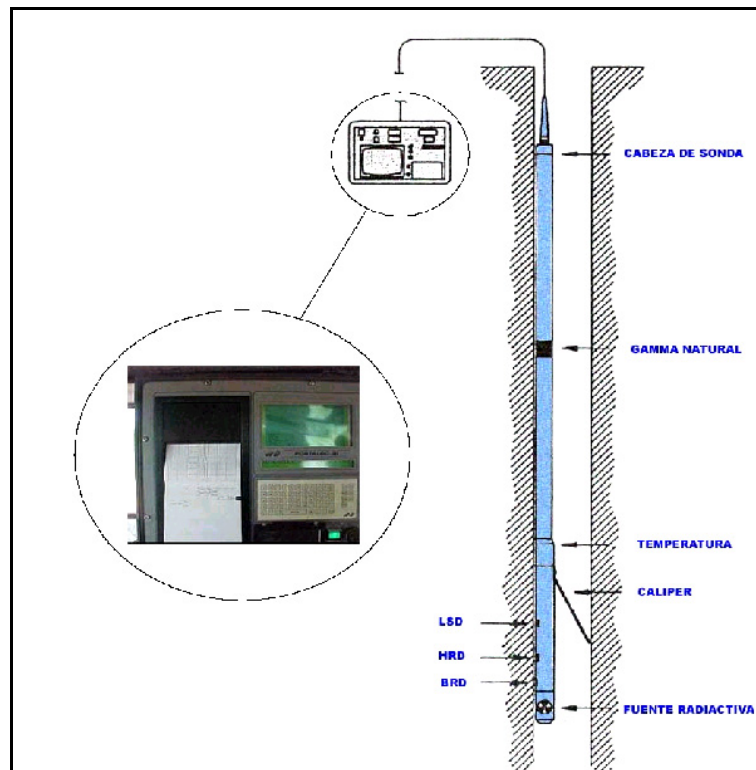 CABEZA DE SONDA
GAMMA NATURAL
TEMPERATURA
CALIPER
LSD
HRD
BRD
FUENTE RADIACTIVA